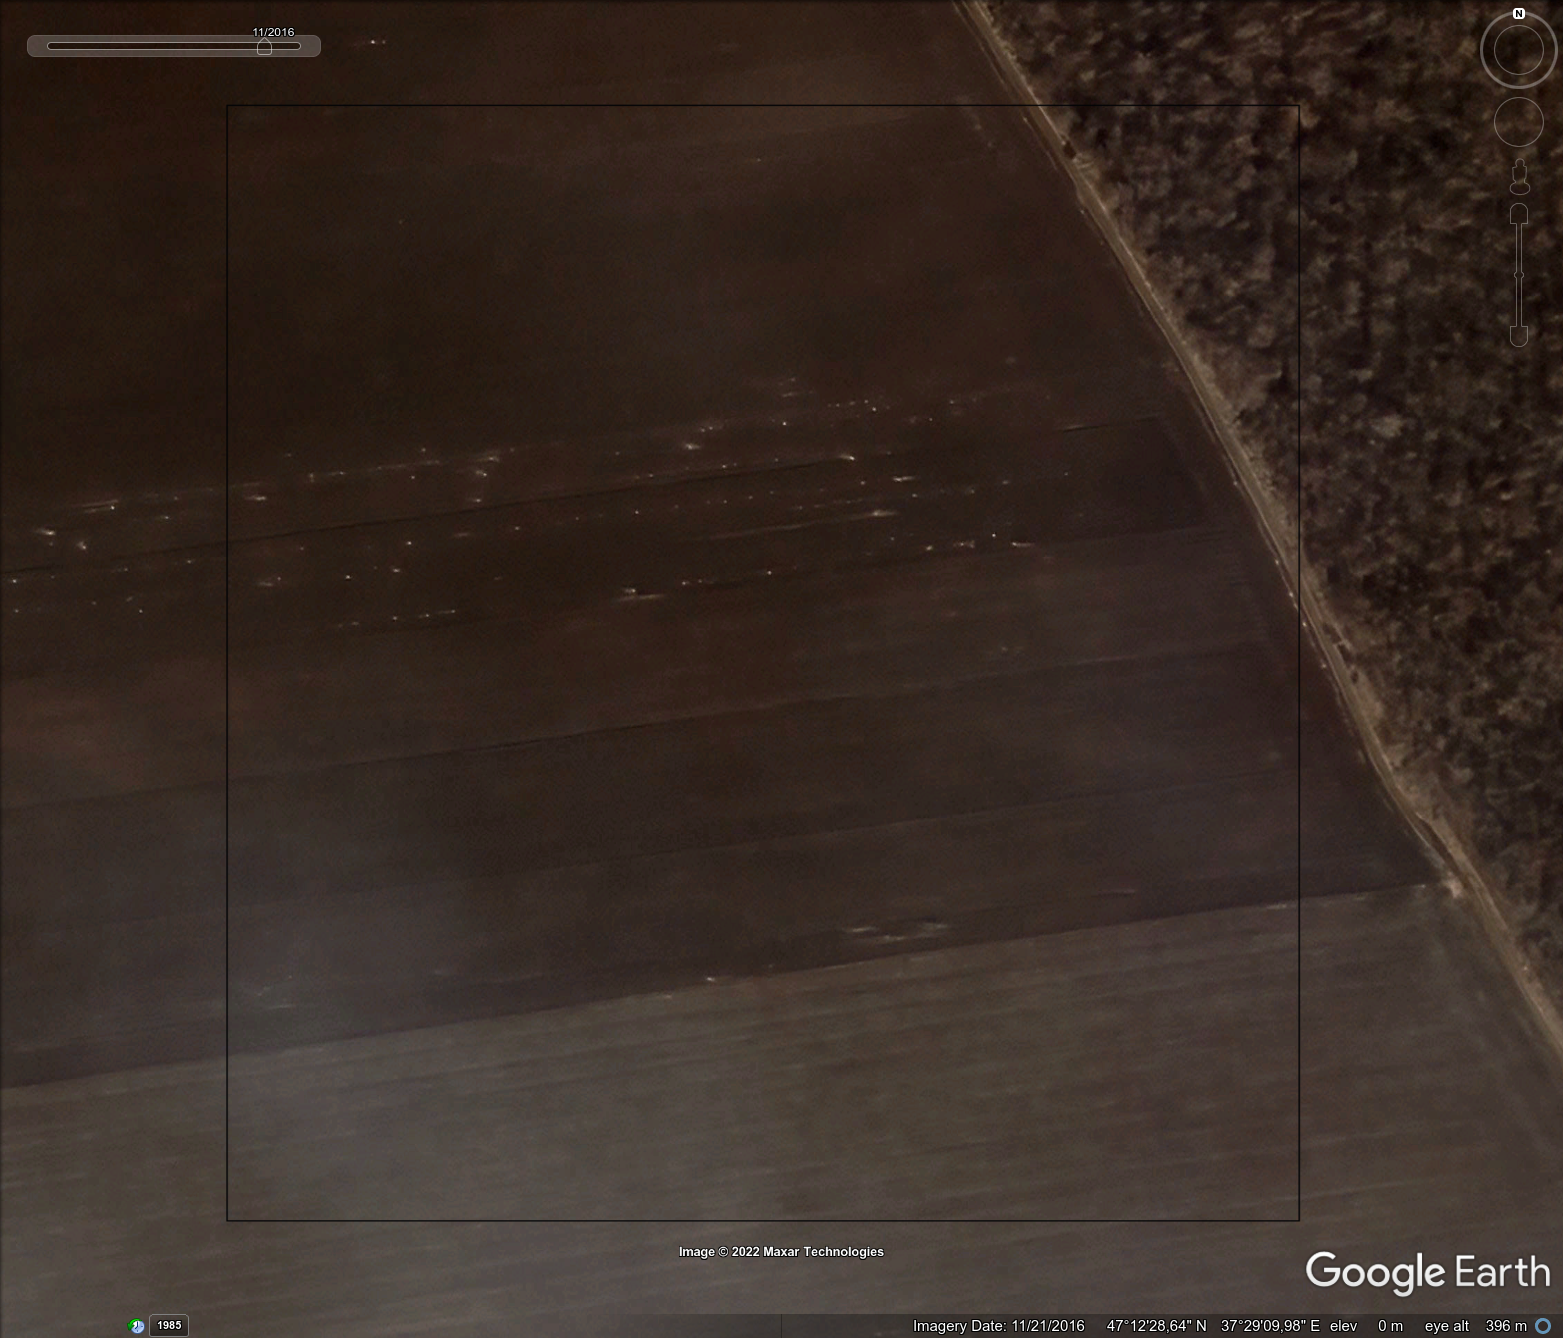 11/2016
N
Image © 2022 Maxar Technologies
Google Earth
1985
Imagery Date: 11/21/2016 47°12'28,64" N 37°29'09,98" E elev 0 m eye alt 396 m